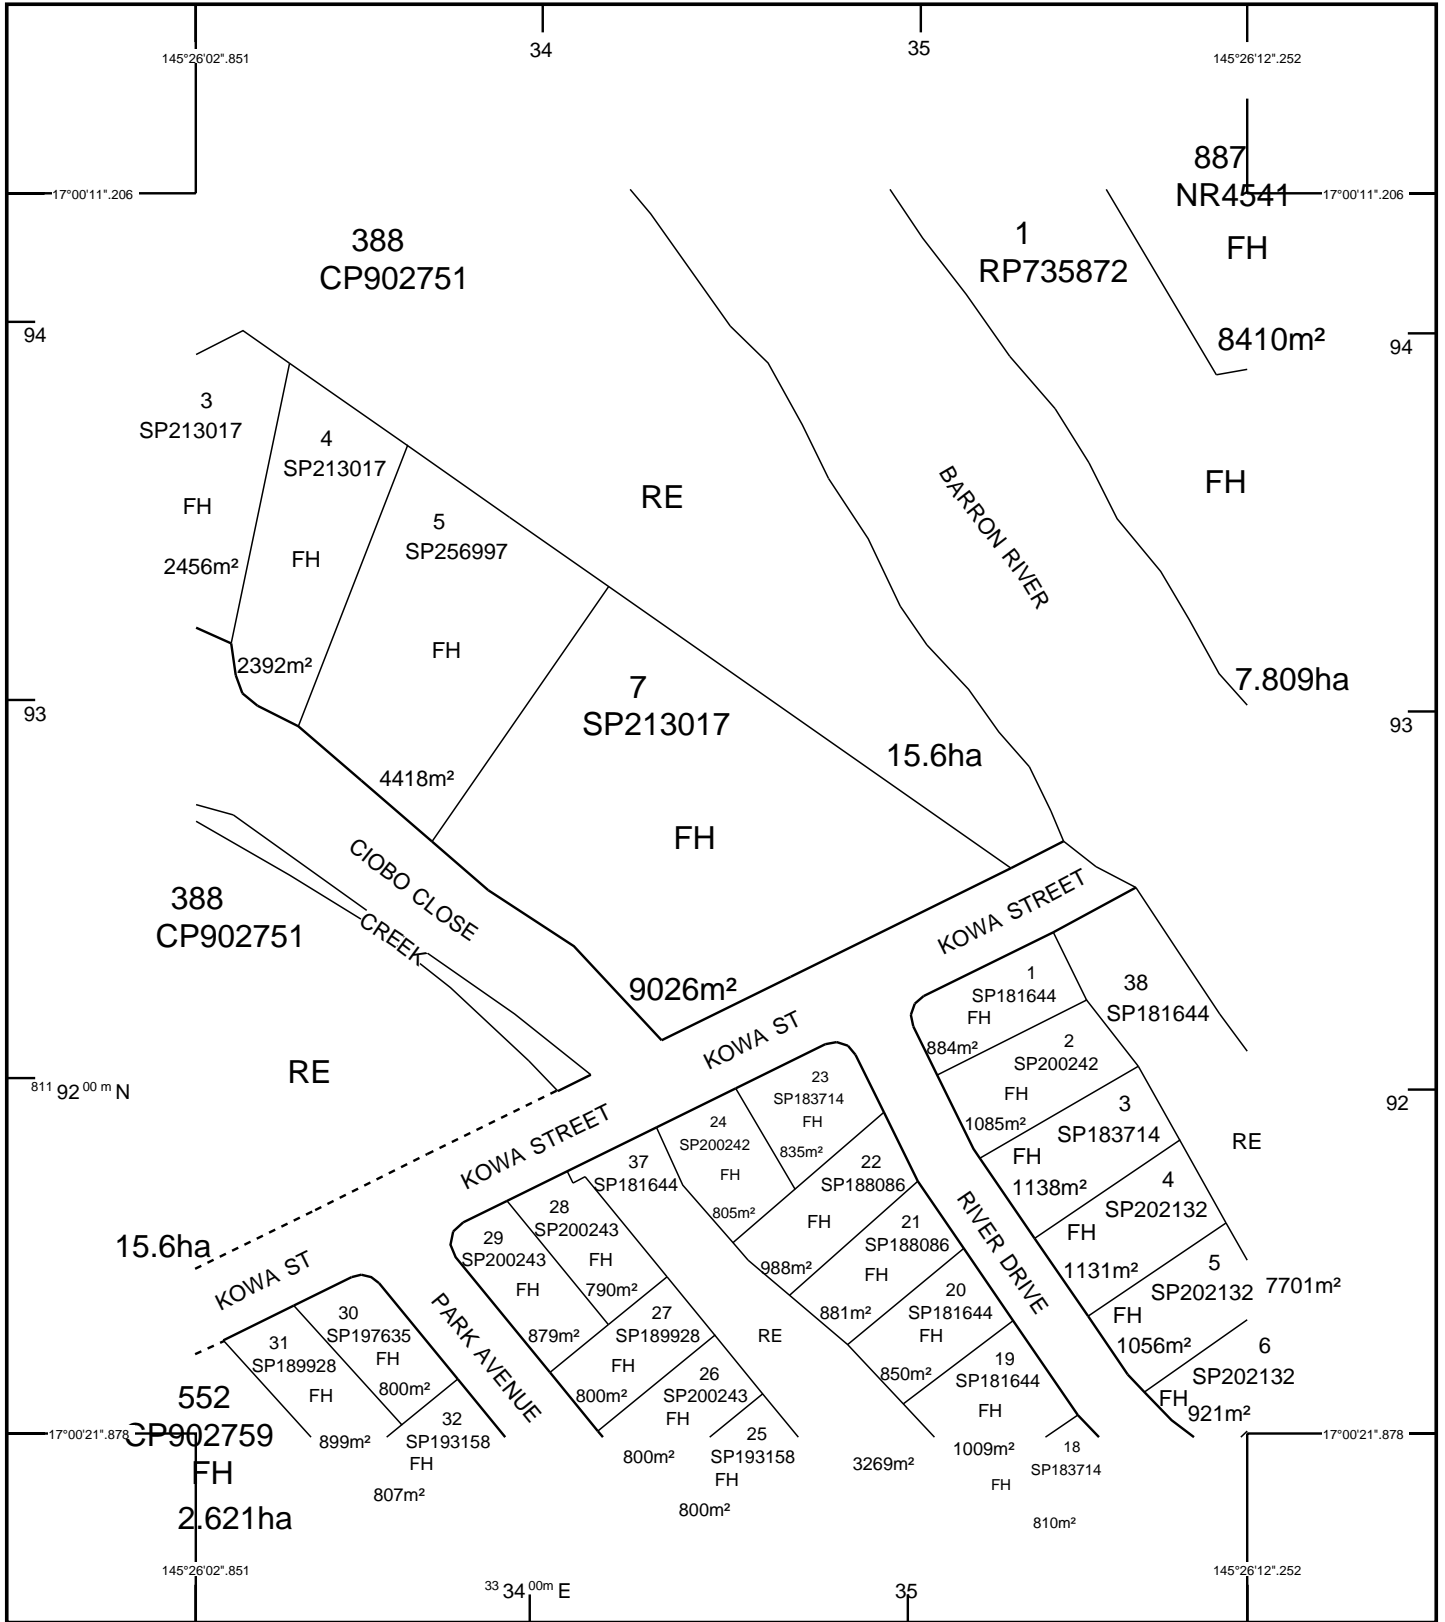 34
35
145°26'02".851
145°26'12".252
17°00'11".206
887
NR4541
17°00'11".206
FH
388
CP902751
1
RP735872
94
8410m²
94
3
SP213017
4
SP213017
FH
5
SP256997
RE
BARRON RIVER
FH
2456m²
FH
FH
2392m²
7
SP213017
7.809ha
93
93
4418m²
15.6ha
FH
CIOBO CLOSE
388
CP902751
CREEK
KOWA STREET
9026m²
1
SP181644
FH
884m²
38
SP181644
KOWA ST
2
SP200242
FH
1085m²
RE
811 92 00 m N
92
23
SP183714
FH
835m²
24
SP200242
FH
805m²
3
SP183714
FH
1138m²
RE
KOWA STREET
37
SP181644
22
SP188086
FH
988m²
4
SP202132
FH
1131m²
28
SP200243
FH
790m²
29
SP200243
FH
879m²
21
SP188086
FH
881m²
RIVER DRIVE
15.6ha
KOWA ST
5
SP202132
FH
1056m²
7701m²
20
SP181644
FH
850m²
PARK AVENUE
27
SP189928
FH
800m²
RE
30
SP197635
FH
800m²
31
SP189928
FH
899m²
6
SP202132
FH
921m²
19
SP181644
FH
1009m²
26
SP200243
FH
800m²
552
CP902759
FH
2.621ha
32
SP193158
FH
807m²
25
SP193158
FH
800m²
3269m²
18
SP183714
FH
810m²
17°00'21".878
17°00'21".878
145°26'02".851
145°26'12".252
33 34 00m E
35